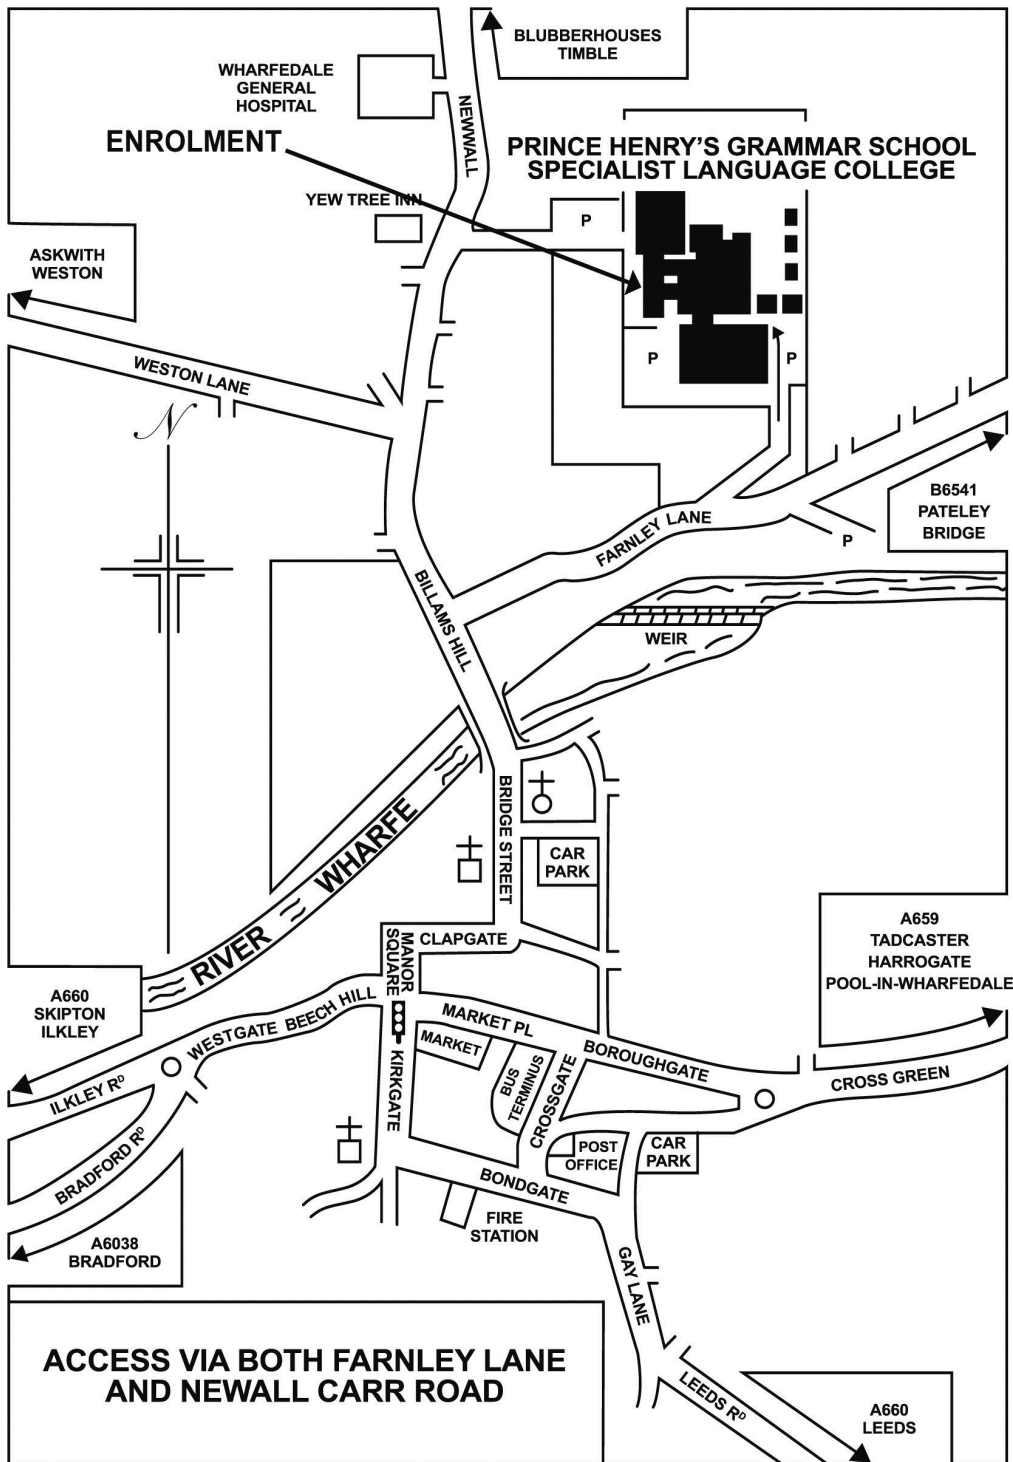 BLUBBERHOUSES
TIMBLE
WHARFEDALE
GENERAL
HOSPITAL
NEWWALL
ENROLMENT
PRINCE HENRY'S GRAMMAR SCHOOL
SPECIALIST LANGUAGE COLLEGE
YEW TREE INN
P
ASKWITH
WESTON
WESTON LANE
P
P
N
B6541
PATELEY
BRIDGE
FARNLEY LANE
P
BILLAMS HILL
WEIR
BRIDGE STREET
RIVER WHARFE
CAR
PARK
MANOR
SQUARE
CLAPGATE
A659
TADCASTER
HARROGATE
POOL-IN-WHARFEDALE
A660
SKIPTON
ILKLEY
WESTGATE BEECH HILL
MARKET PL
MARKET
BOROUGHGATE
KIRKGATE
BUS
TERMINUS
CROSSGATE
CROSS GREEN
ILKLEY RD
BRADFORD RD
POST
OFFICE
CAR
PARK
BONDGATE
FIRE
STATION
A6038
BRADFORD
GAY LANE
ACCESS VIA BOTH FARNLEY LANE
AND NEWALL CARR ROAD
LEEDS RD
A660
LEEDS